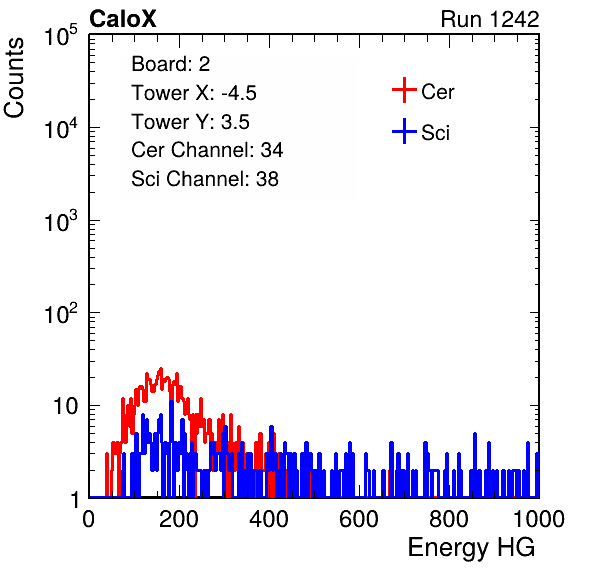 CaloX Run 1242
Counts
Board: 2
Tower X: -4.5
Tower Y: 3.5
Cer Channel: 34
Sci Channel: 38
Cer
Sci
10^5
10^4
10^3
10^2
10
1
0 200 400 600 800 1000
Energy HG